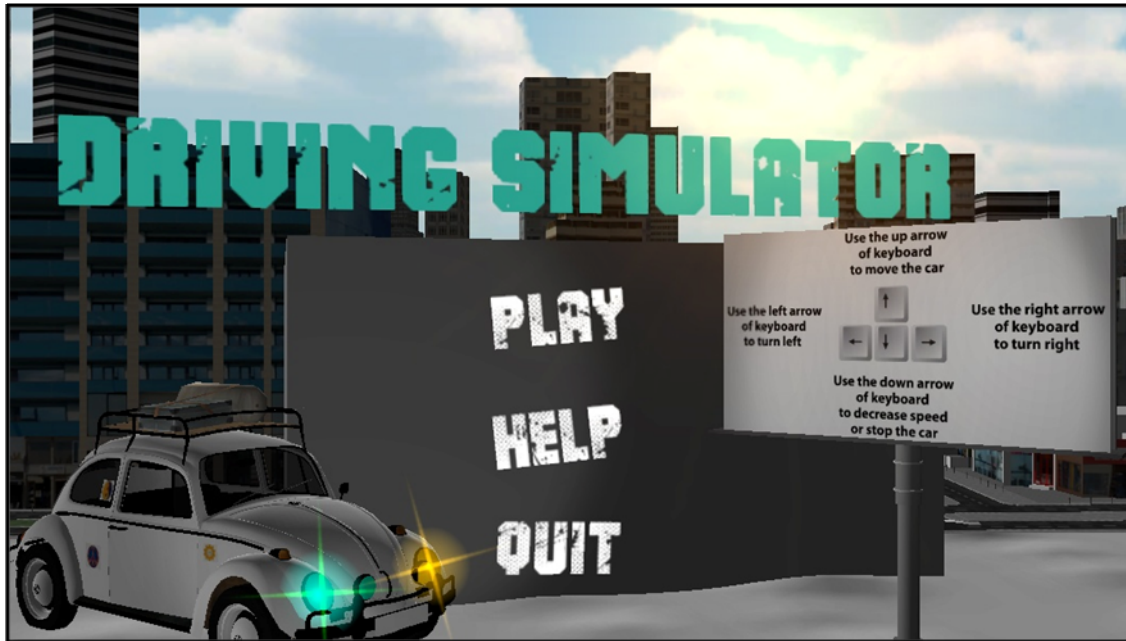 DRIVING SIMULATOR
PLAY
HELP
QUIT
Use the up arrow
of keyboard
to move the car
Use the left arrow
of keyboard
to turn left
↑
← ↓ →
Use the right arrow
of keyboard
to turn right
Use the down arrow
of keyboard
to decrease speed
or stop the car